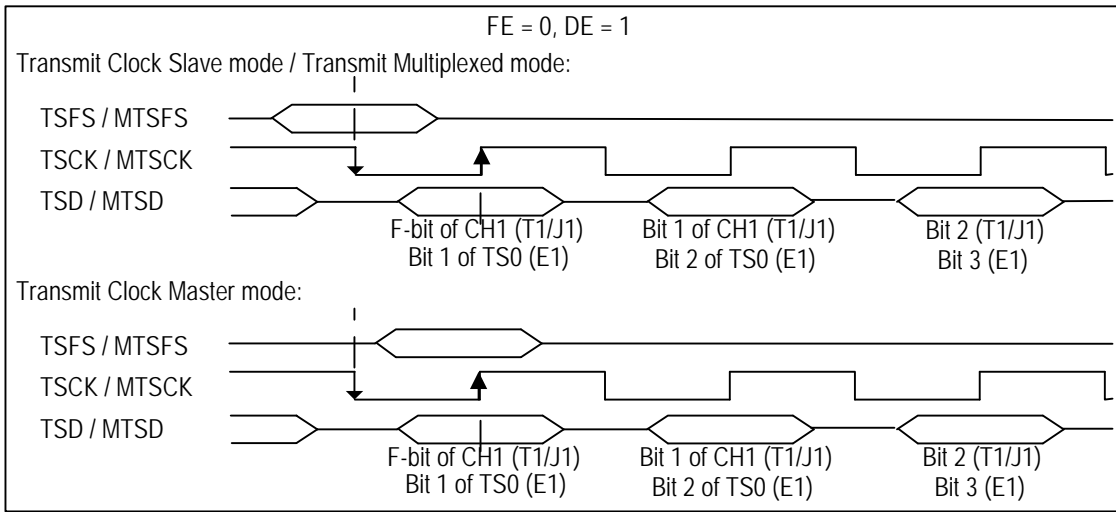 FE = 0, DE = 1
Transmit Clock Slave mode / Transmit Multiplexed mode:
TSFS / MTSFS
TSCK / MTSCK
TSD / MTSD
F-bit of CH1 (T1/J1) Bit 1 of CH1 (T1/J1) Bit 2 (T1/J1)
Bit 1 of TS0 (E1) Bit 2 of TS0 (E1) Bit 3 (E1)
Transmit Clock Master mode:
TSFS / MTSFS
TSCK / MTSCK
TSD / MTSD
F-bit of CH1 (T1/J1) Bit 1 of CH1 (T1/J1) Bit 2 (T1/J1)
Bit 1 of TS0 (E1) Bit 2 of TS0 (E1) Bit 3 (E1)